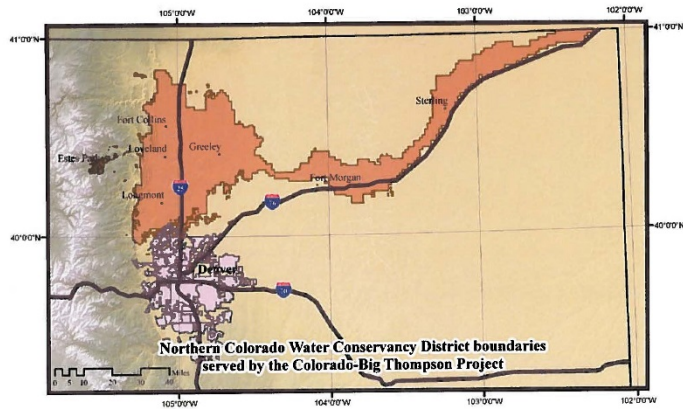 105°0'0"W 104°0'0"W 103°0'0"W 102°0'0"W
41°0'0"N 41°0'0"N
Fort Collins
Sterling
Loveland Greeley
Estes Park
Fort Morgan
25
Longmont
76
40°0'0"N 40°0'0"N
Denver
70
Northern Colorado Water Conservancy District boundaries
served by the Colorado-Big Thompson Project
Miles
0 5 10 20 30 40
105°0'0"W 104°0'0"W 103°0'0"W 102°0'0"W